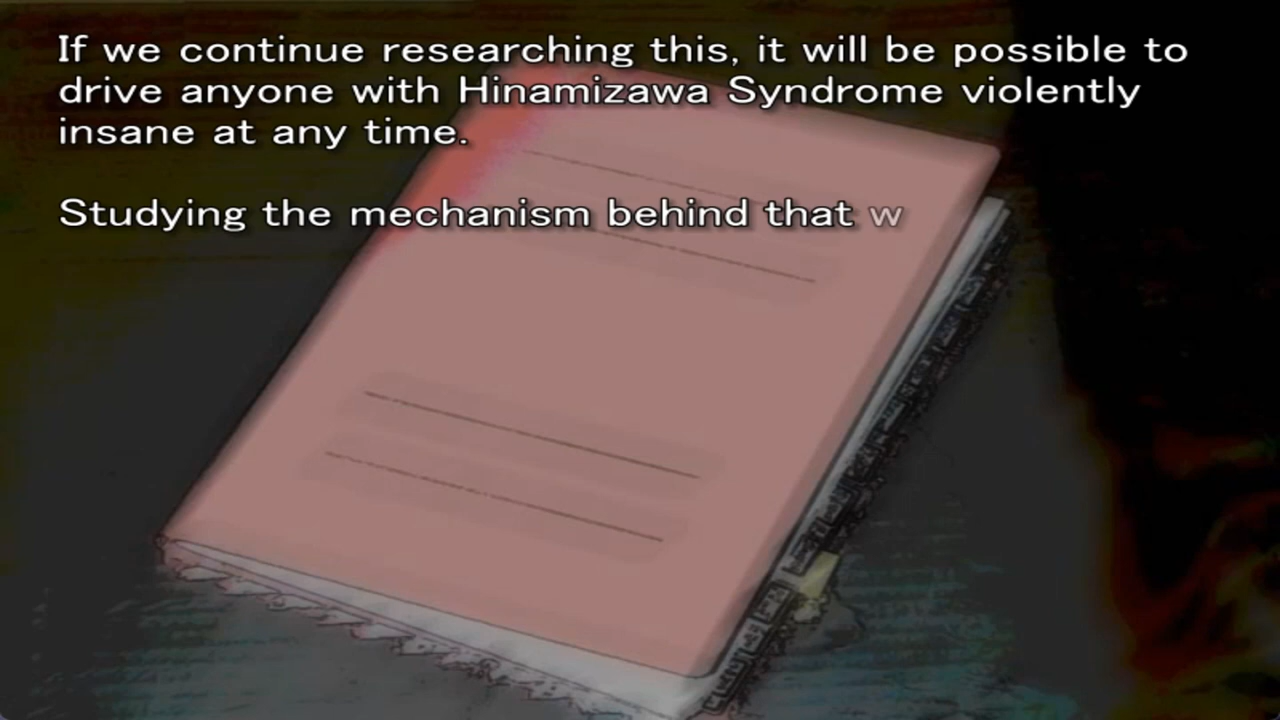 If we continue researching this, it will be possible to
drive anyone with Hinamizawa Syndrome violently
insane at any time.
Studying the mechanism behind that w